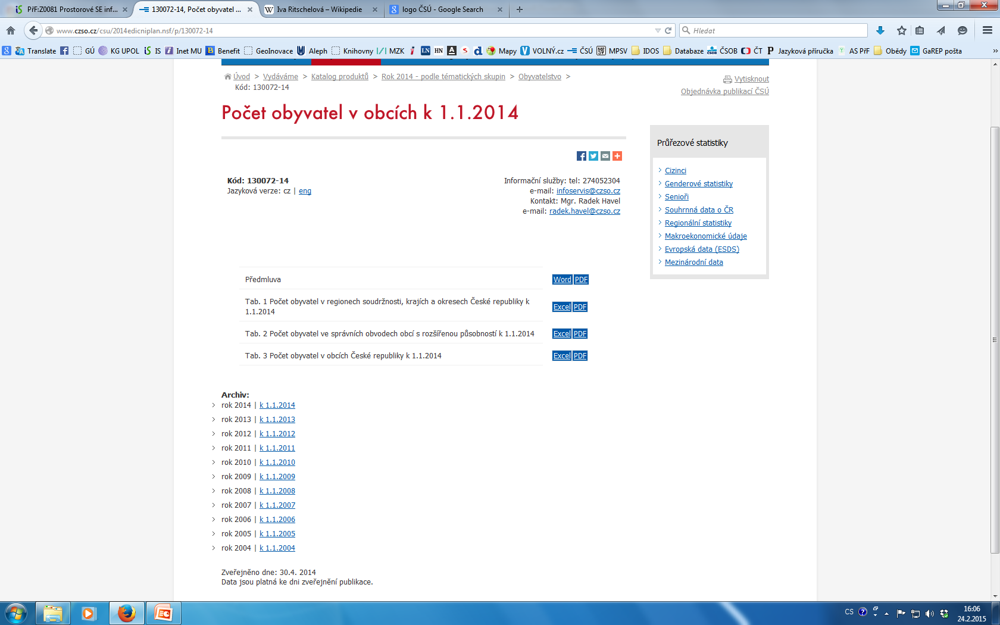 PřF:Z0081 Prostorové SE inf...
130072-14, Počet obyvatel ...
Iva Ritschelová – Wikipedie
logo ČSÚ - Google Search
www.czso.cz/csu/2014edicniplan.nsf/p/130072-14
Hledat
Translate GÚ KG UPOL IS Inet MU Benefit GeoInovace Aleph Knihovny MZK LN HN Mapy VOLNÝ.cz ČSÚ MPSV IDOS Databaze ČSOB ČT Jazyková příručka AS PřF Obědy GaREP pošta »
Úvod > Vydáváme > Katalog produktů > Rok 2014 - podle tématických skupin > Obyvatelstvo >
Kód: 130072-14
Vytisknout
Objednávka publikací ČSÚ
Počet obyvatel v obcích k 1.1.2014
Průřezové statistiky
Cizinci
Genderové statistiky
Senioři
Souhrnná data o ČR
Regionální statistiky
Makroekonomické údaje
Evropská data (ESDS)
Mezinárodní data
Kód: 130072-14
Jazyková verze: cz | eng
Informační služby: tel: 274052304
e-mail: infoservis@czso.cz
Kontakt: Mgr. Radek Havel
e-mail: radek.havel@czso.cz
Předmluva Word PDF
Tab. 1 Počet obyvatel v regionech soudržnosti, krajích a okresech České republiky k
1.1.2014 Excel PDF
Tab. 2 Počet obyvatel ve správních obvodech obcí s rozšířenou působností k 1.1.2014 Excel PDF
Tab. 3 Počet obyvatel v obcích České republiky k 1.1.2014 Excel PDF
Archiv:
rok 2014 | k 1.1.2014
rok 2013 | k 1.1.2013
rok 2012 | k 1.1.2012
rok 2011 | k 1.1.2011
rok 2010 | k 1.1.2010
rok 2009 | k 1.1.2009
rok 2008 | k 1.1.2008
rok 2007 | k 1.1.2007
rok 2006 | k 1.1.2006
rok 2005 | k 1.1.2005
rok 2004 | k 1.1.2004
Zveřejněno dne: 30.4. 2014
Data jsou platná ke dni zveřejnění publikace.
CS
16:06
24.2.2015